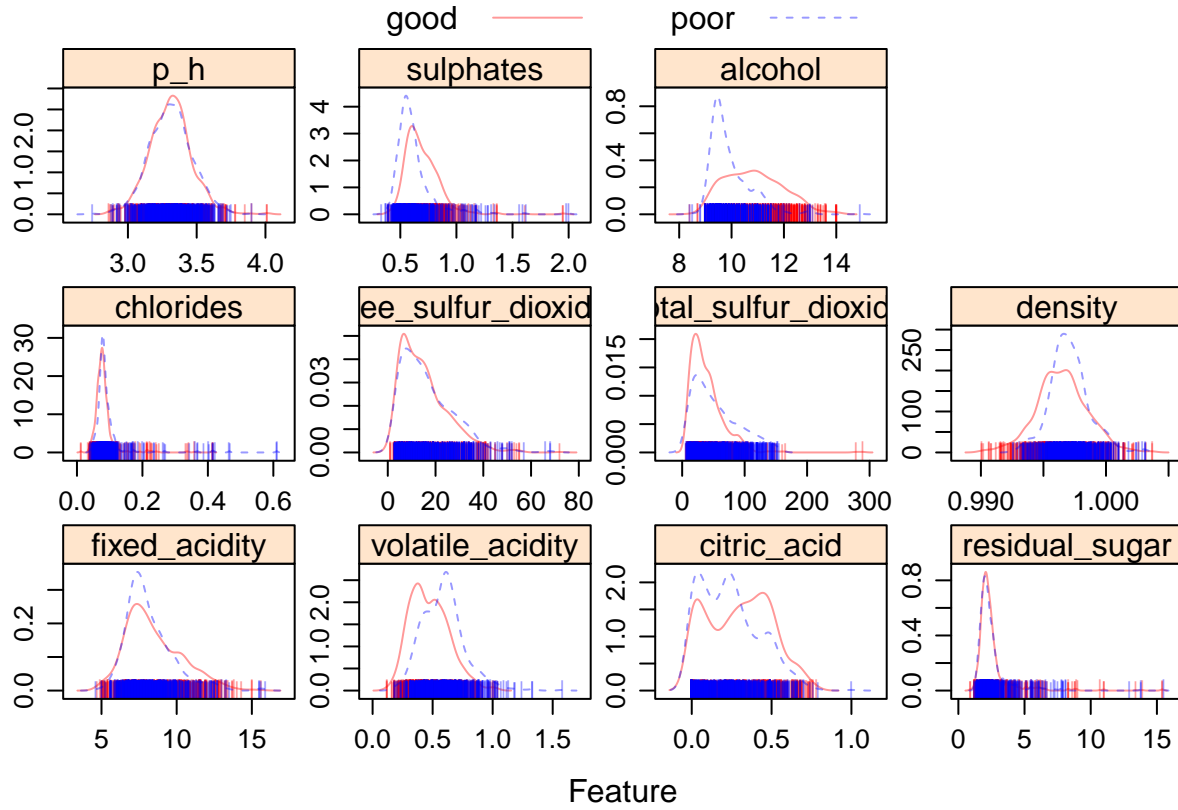 good poor
p_h sulphates alcohol
0.0 1.0 2.0
0 1 2 3 4
0.0 0.4 0.8
3.0 3.5 4.0
0.5 1.0 1.5 2.0
8 10 12 14
chlorides ee_sulfur_dioxid otal_sulfur_dioxid density
0 10 20 30
0.00 0.03
0.000 0.015
0 100 250
0.0 0.2 0.4 0.6
0 20 40 60 80
0 100 200 300
0.990 1.000
fixed_acidity volatile_acidity citric_acid residual_sugar
0.0 0.2
0.0 1.0 2.0
0.0 1.0 2.0
0.0 0.4 0.8
5 10 15
0.0 0.5 1.0 1.5
0.0 0.5 1.0
0 5 10 15
Feature